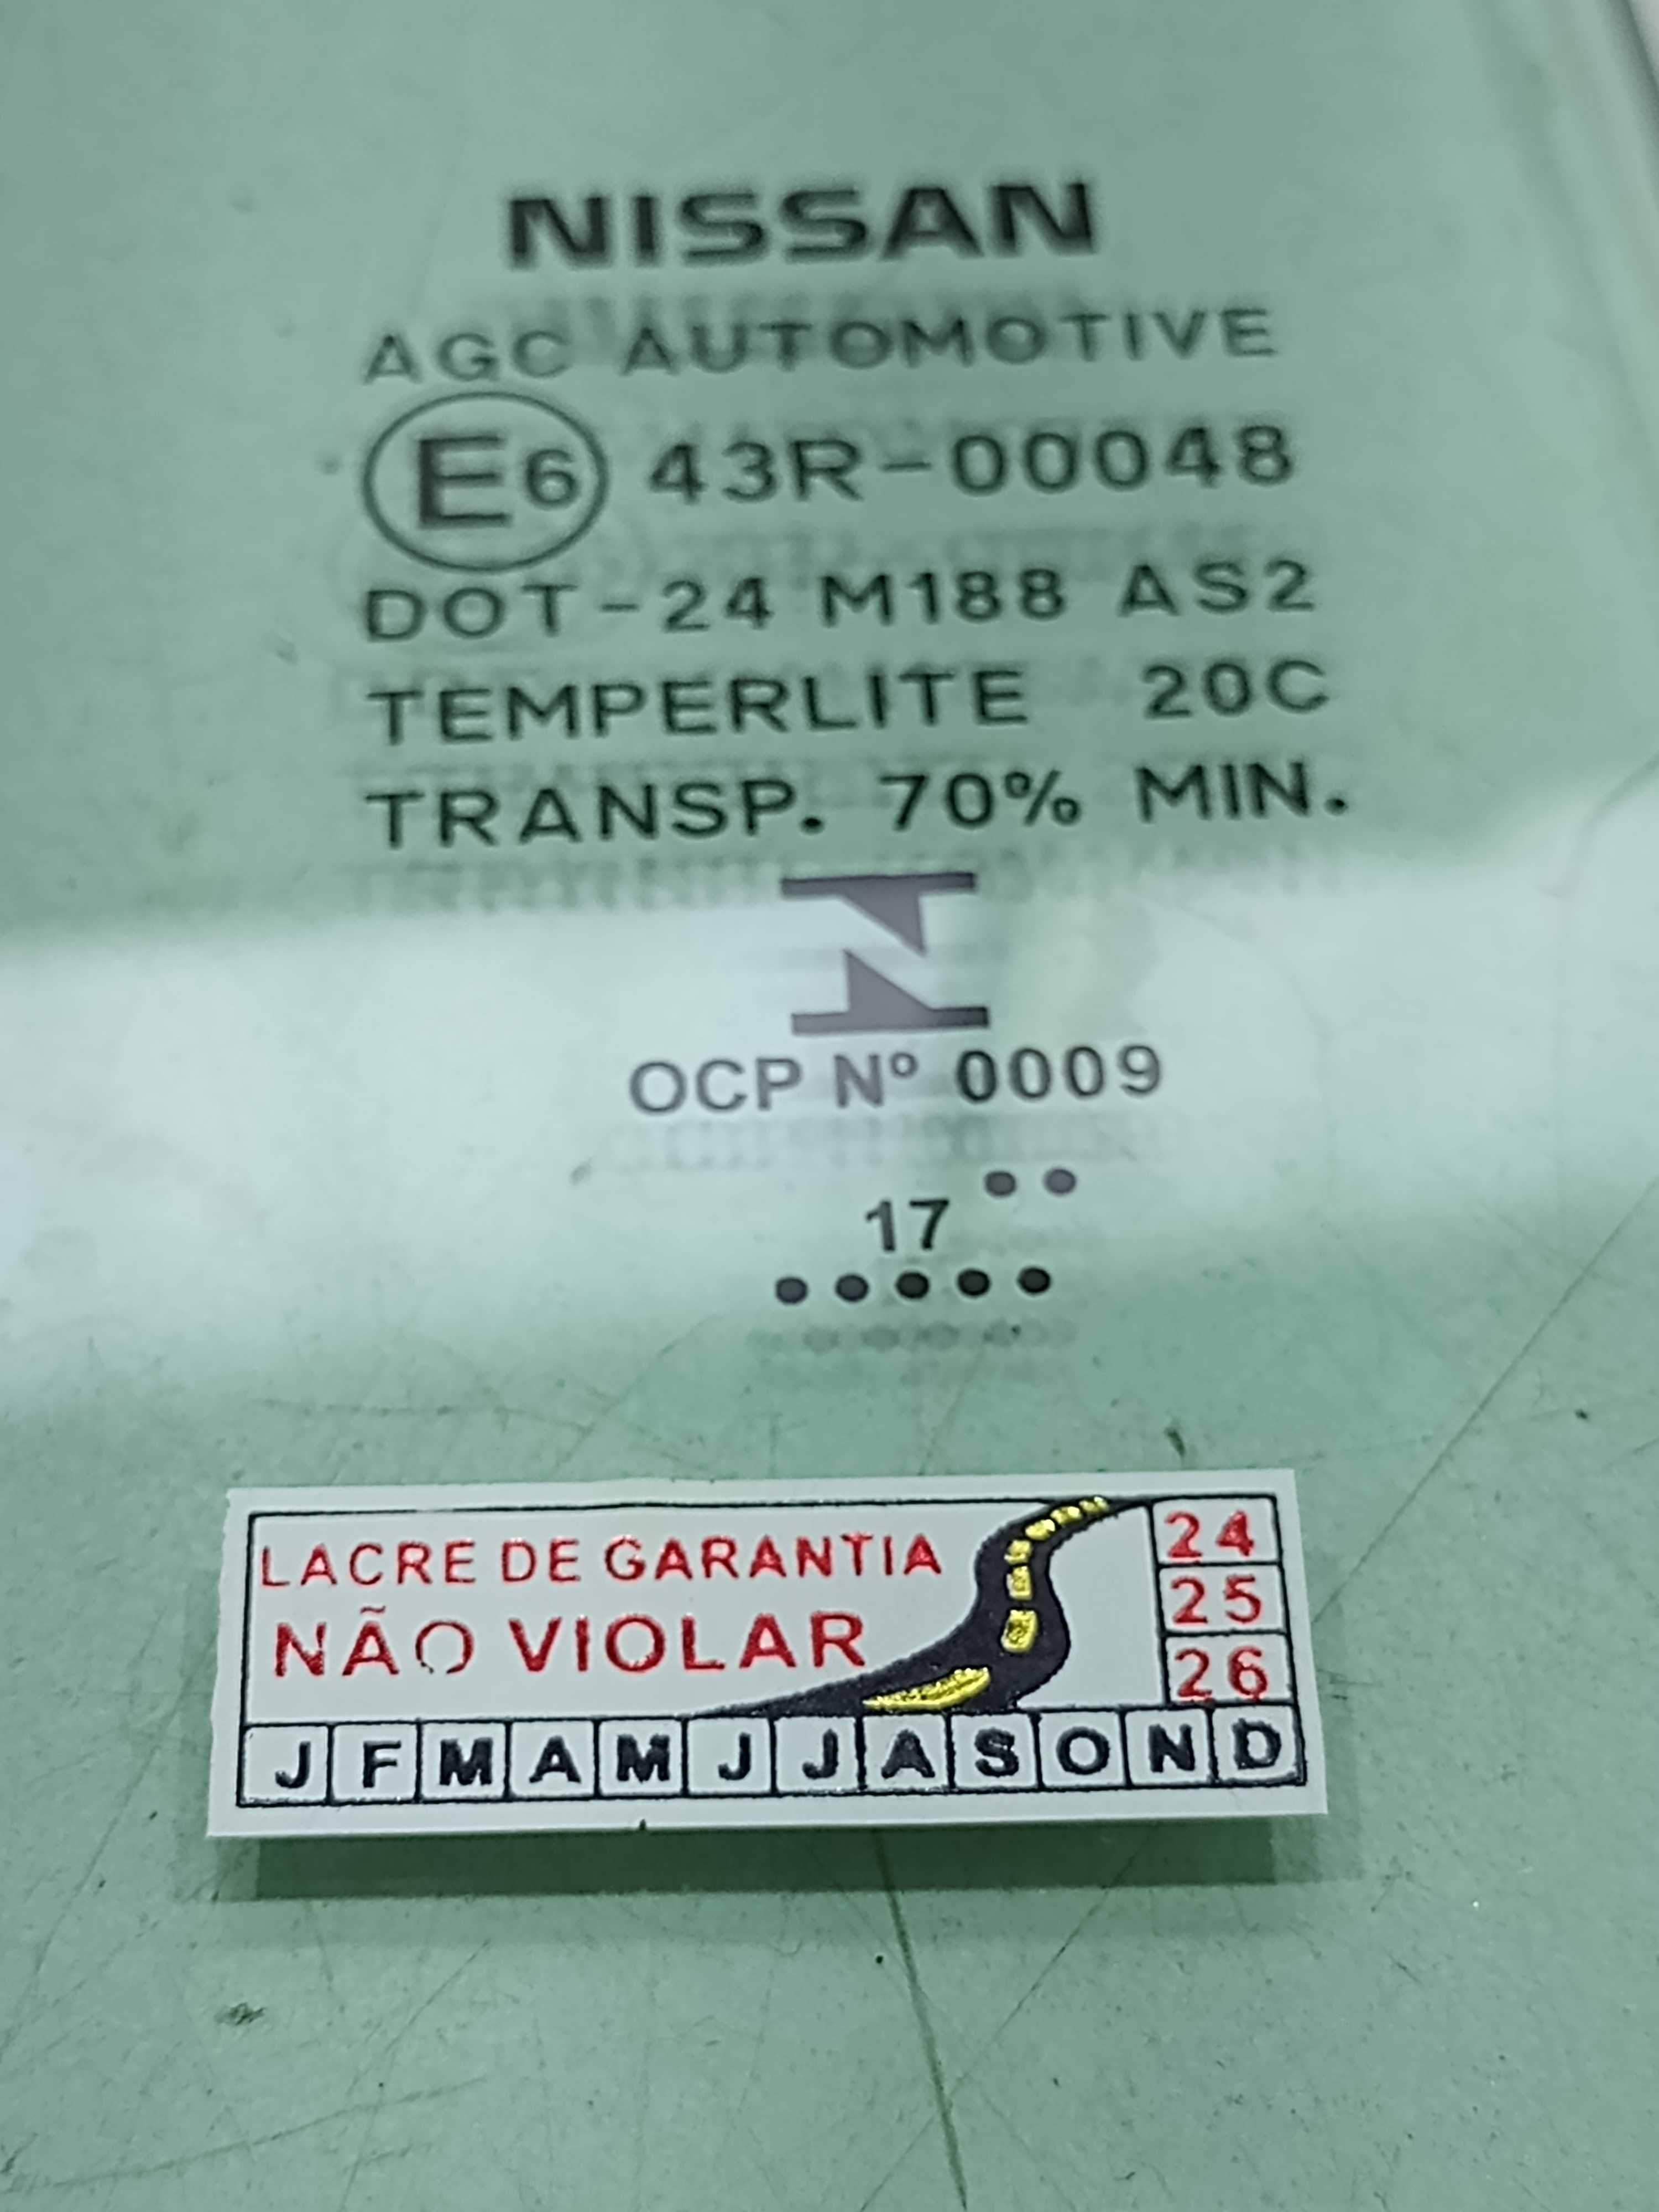 NISSAN
AGC AUTOMOTIVE
E6 43R-00048
DOT-24 M188 AS2
TEMPERLITE 20C
TRANSP. 70% MIN.
OCP Nº 0009
17
LACRE DE GARANTIA
NÃO VIOLAR
24
25
26
J F M A M J J A S O N D